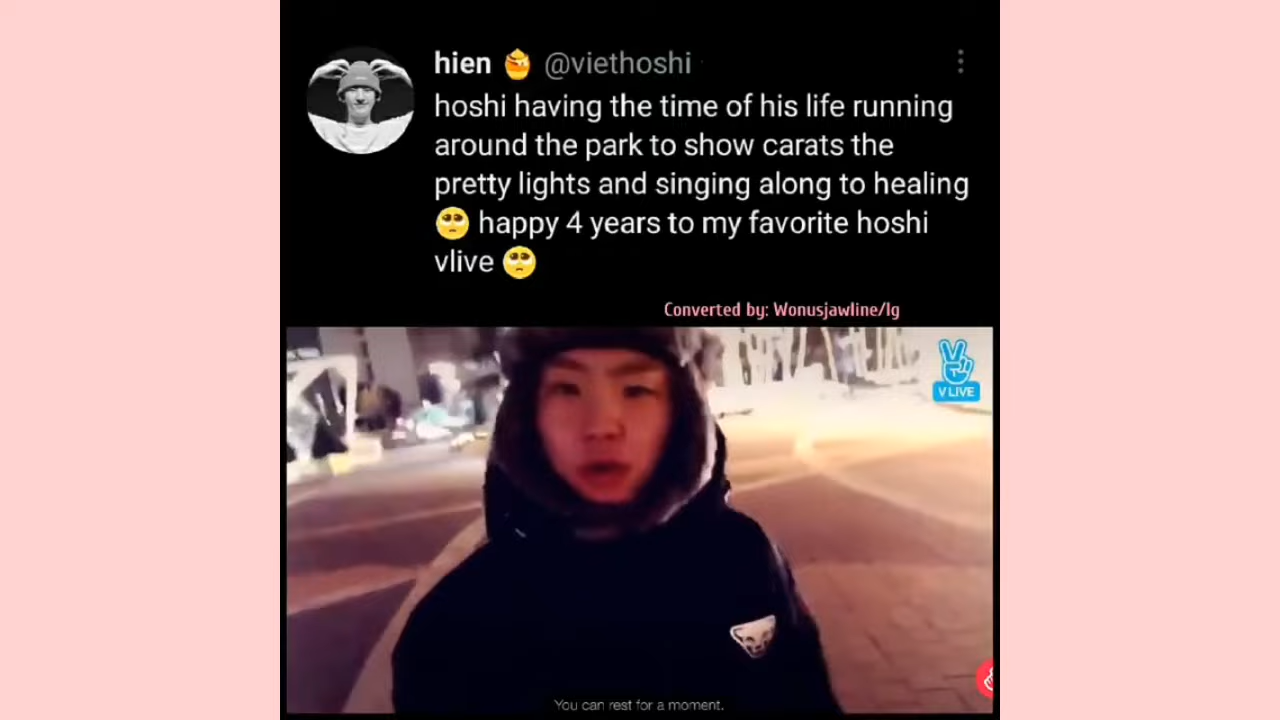 hien 🍯 @viethoshi
hoshi having the time of his life running
around the park to show carats the
pretty lights and singing along to healing
🥺 happy 4 years to my favorite hoshi
vlive 🥺
Converted by: Wonusjawline/Ig
V LIVE
You can rest for a moment.